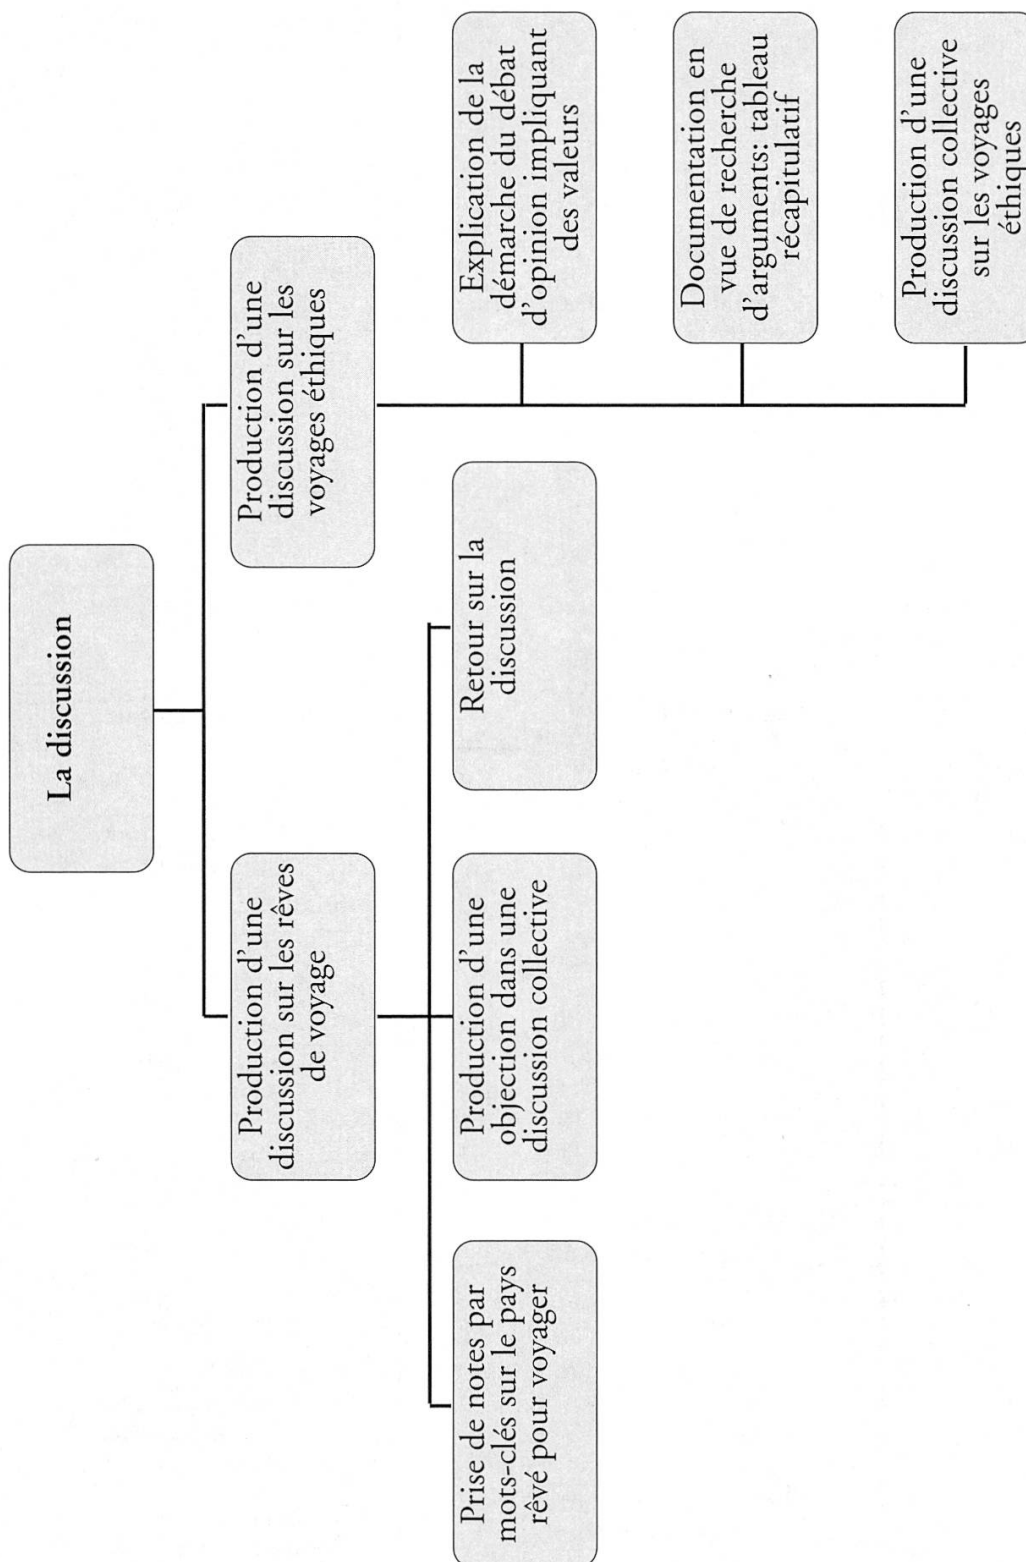 La discussion
Production d'une
discussion sur les rêves
de voyage
Production d'une
discussion sur les
voyages éthiques
Prise de notes par
mots-clés sur le pays
rêvé pour voyager
Production d'une
objection dans une
discussion collective
Retour sur la
discussion
Explication de la
démarche du débat
d'opinion impliquant
des valeurs
Documentation en
vue de recherche
d'arguments: tableau
récapitulatif
Production d'une
discussion collective
sur les voyages
éthiques